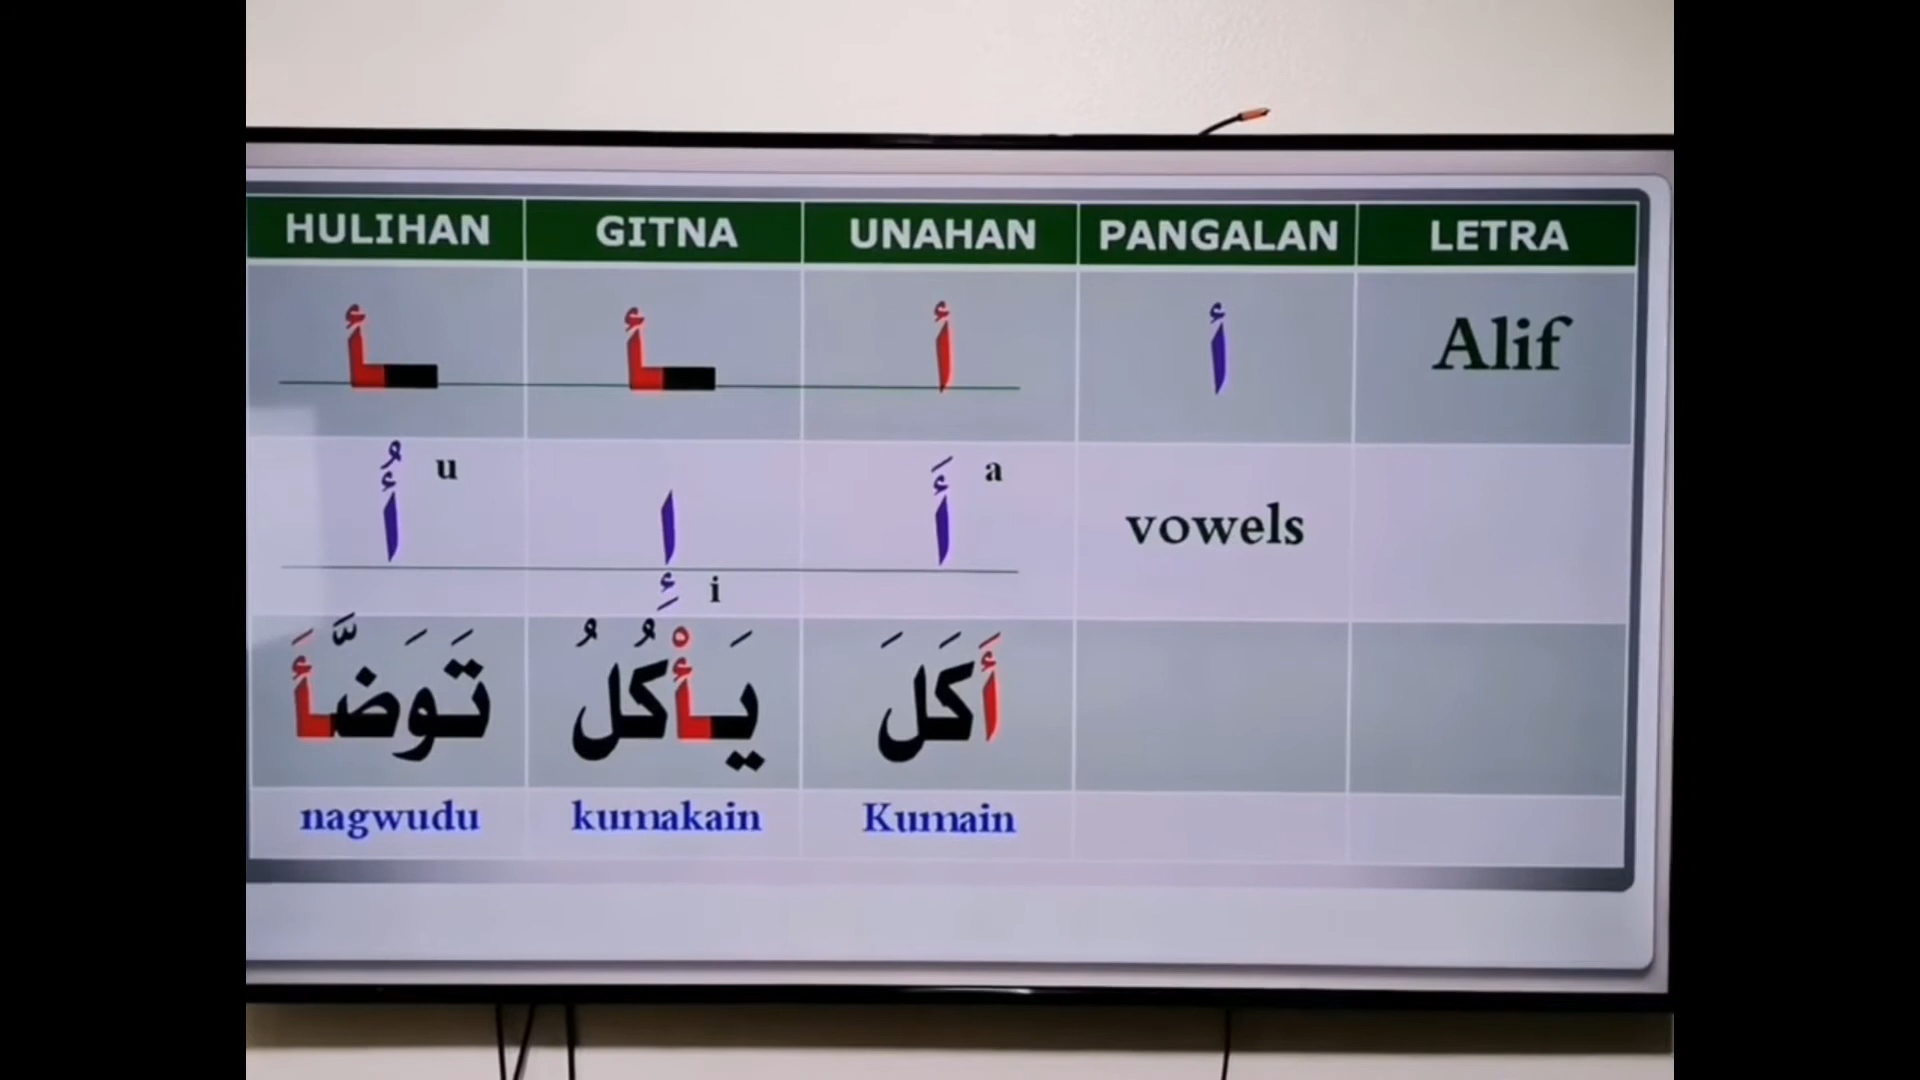 HULIHAN GITNA UNAHAN PANGALAN LETRA
ـأ ـأ أ أ Alif
أُ u إِ i أَ a vowels
تَوَضَّأَ يَأْكُلُ أَكَلَ
nagwudu kumakain Kumain